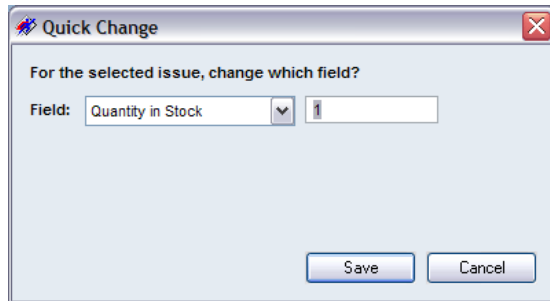 Quick Change
For the selected issue, change which field?
Field: Quantity in Stock 1
Save Cancel